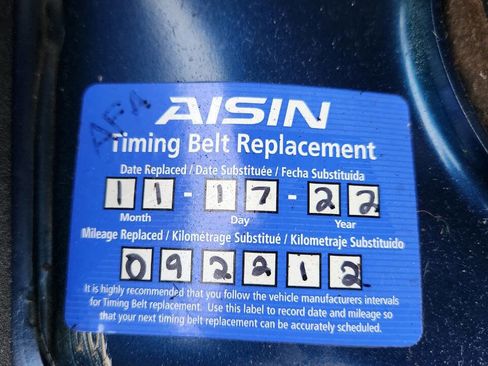 AISIN
Timing Belt Replacement
Date Replaced / Date Substituée / Fecha Substituida
11 - 17 - 22
Month Day Year
Mileage Replaced / Kilométrage Substitué / Kilometraje Substituido
092212
It is highly recommended that you follow the vehicle manufacturers intervals
for Timing Belt replacement. Use this label to record date and mileage so
that your next timing belt replacement can be accurately scheduled.